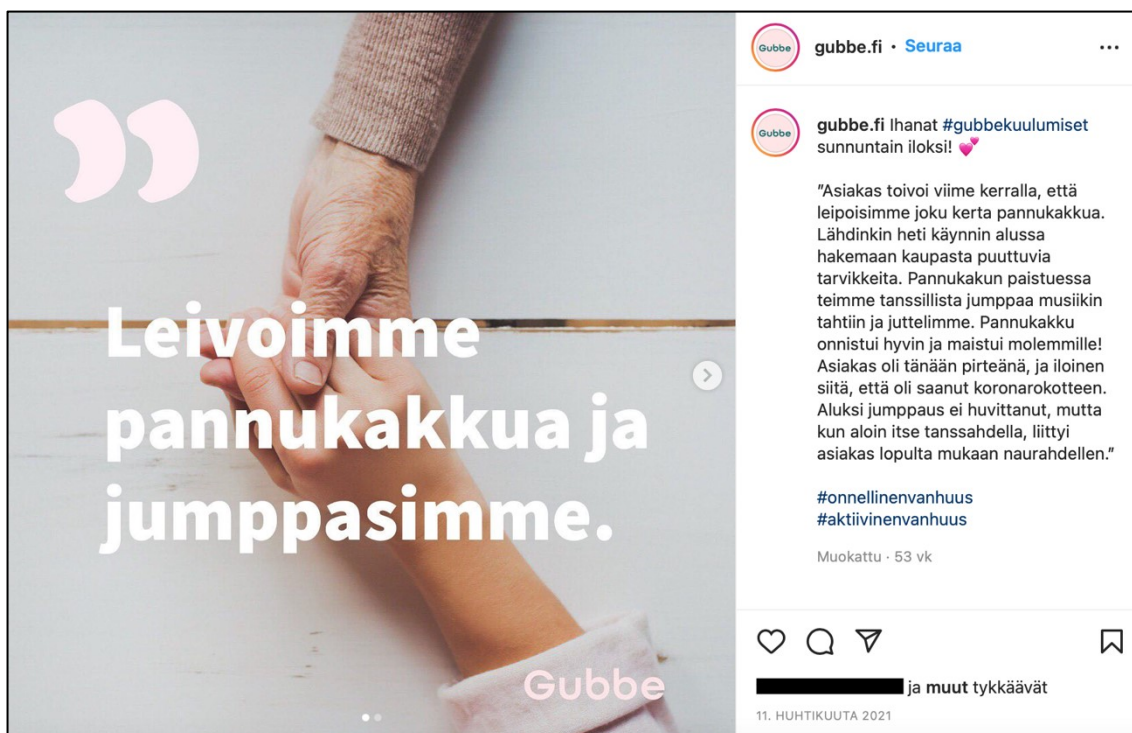 Leivoimme
pannukakkua ja
jumppasimme.
Gubbe
Gubbe
gubbe.fi • Seuraa
Gubbe
gubbe.fi Ihanat #gubbekuulumiset
sunnuntain iloksi! 💕
"Asiakas toivoi viime kerralla, että
leipoisimme joku kerta pannukakkua.
Lähdinkin heti käynnin alussa
hakemaan kaupasta puuttuvia
tarvikkeita. Pannukakun paistuessa
teimme tanssillista jumppaa musiikin
tahtiin ja juttelimme. Pannukakku
onnistui hyvin ja maistui molemmille!
Asiakas oli tänään pirteänä, ja iloinen
siitä, että oli saanut koronarokotteen.
Aluksi jumppaus ei huvittanut, mutta
kun aloin itse tanssahdella, liittyi
asiakas lopulta mukaan naurahdellen."
#onnellinenvanhuus
#aktiivinenvanhuus
Muokattu · 53 vk
ja muut tykkäävät
11. HUHTIKUUTA 2021